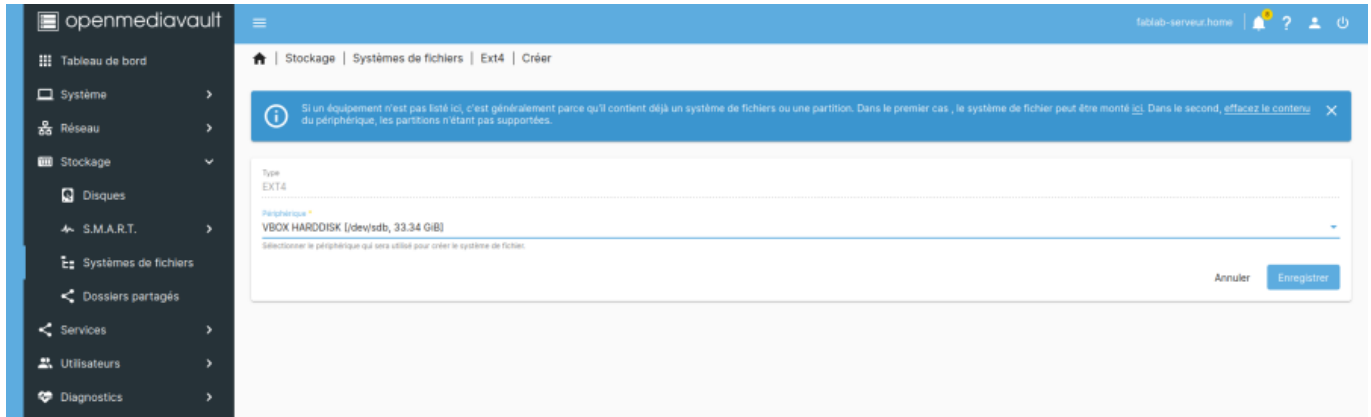 openmediavault
fablab-serveur.home
8
?
Tableau de bord
Stockage | Systèmes de fichiers | Ext4 | Créer
Système
Réseau
Stockage
Disques
S.M.A.R.T.
Systèmes de fichiers
Dossiers partagés
Services
Utilisateurs
Diagnostics
Si un équipement n'est pas listé ici, c'est généralement parce qu'il contient déjà un système de fichiers ou une partition. Dans le premier cas , le système de fichier peut être monté ici. Dans le second, effacez le contenu
du périphérique, les partitions n'étant pas supportées.
Type
EXT4
Périphérique *
VBOX HARDDISK [/dev/sdb, 33.34 GiB]
Sélectionner le périphérique qui sera utilisé pour créer le système de fichier.
Annuler
Enregistrer